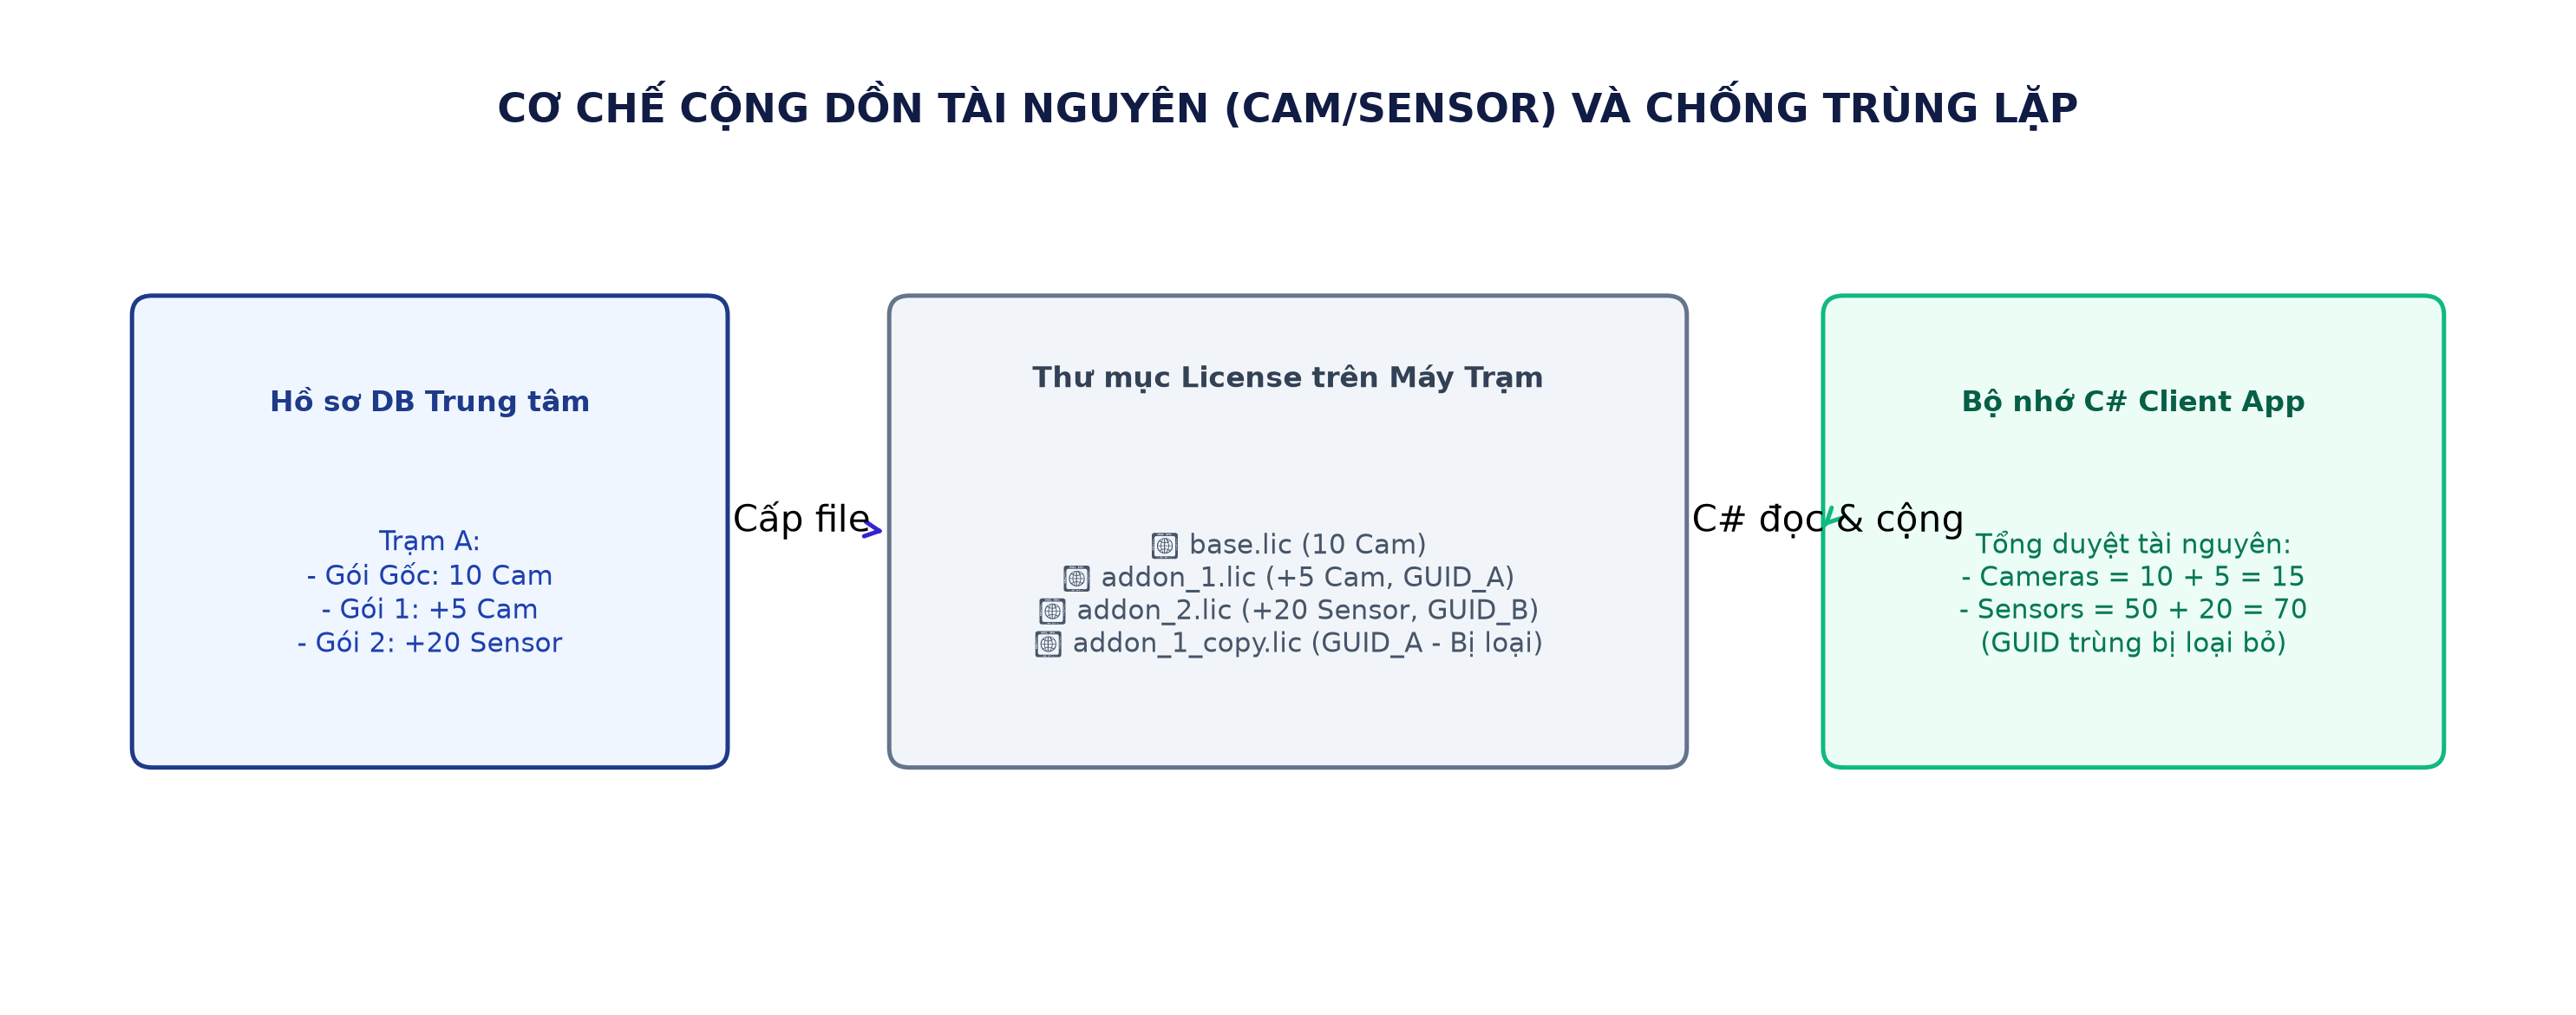 CƠ CHẾ CỘNG DỒN TÀI NGUYÊN (CAM/SENSOR) VÀ CHỐNG TRÙNG LẶP
Hồ sơ DB Trung tâm
Trạm A:
- Gói Gốc: 10 Cam
- Gói 1: +5 Cam
- Gói 2: +20 Sensor
Cấp file
Thư mục License trên Máy Trạm
base.lic (10 Cam)
addon_1.lic (+5 Cam, GUID_A)
addon_2.lic (+20 Sensor, GUID_B)
addon_1_copy.lic (GUID_A - Bị loại)
C# đọc & cộng
Bộ nhớ C# Client App
Tổng duyệt tài nguyên:
- Cameras = 10 + 5 = 15
- Sensors = 50 + 20 = 70
(GUID trùng bị loại bỏ)